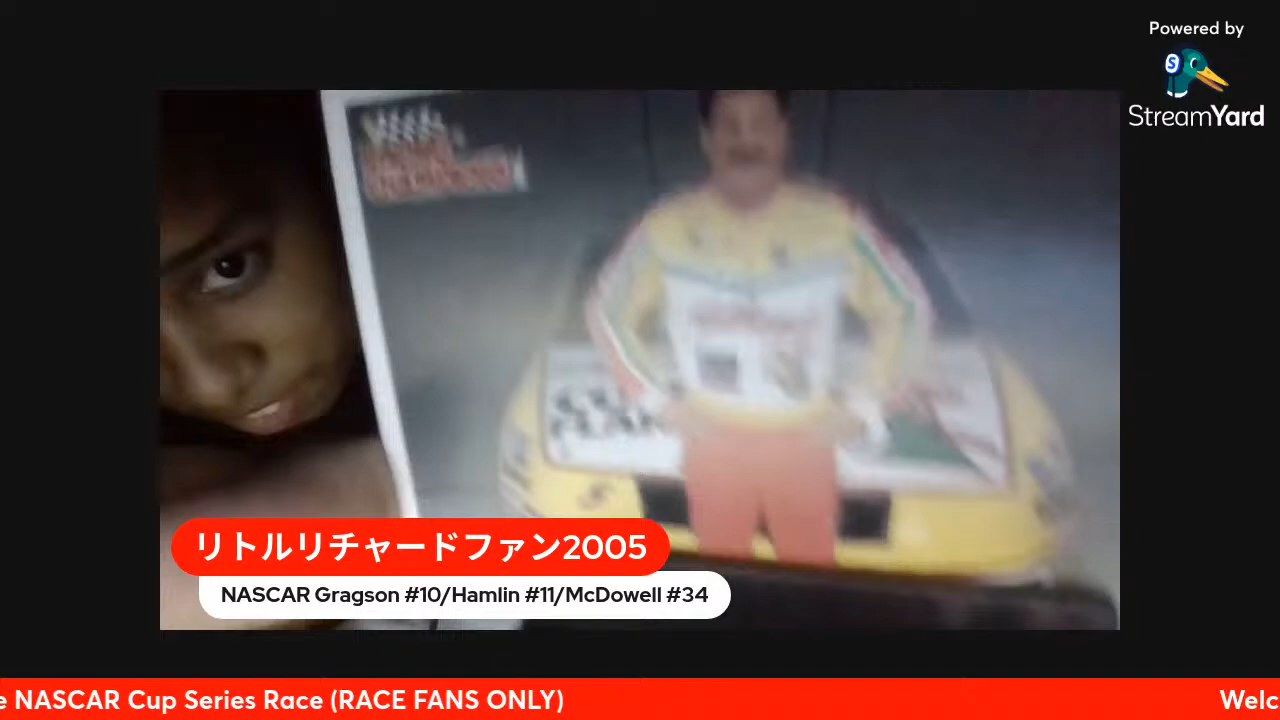 Powered by
StreamYard
リトルリチャードファン2005
NASCAR Gragson #10/Hamlin #11/McDowell #34
e NASCAR Cup Series Race (RACE FANS ONLY)
Welc